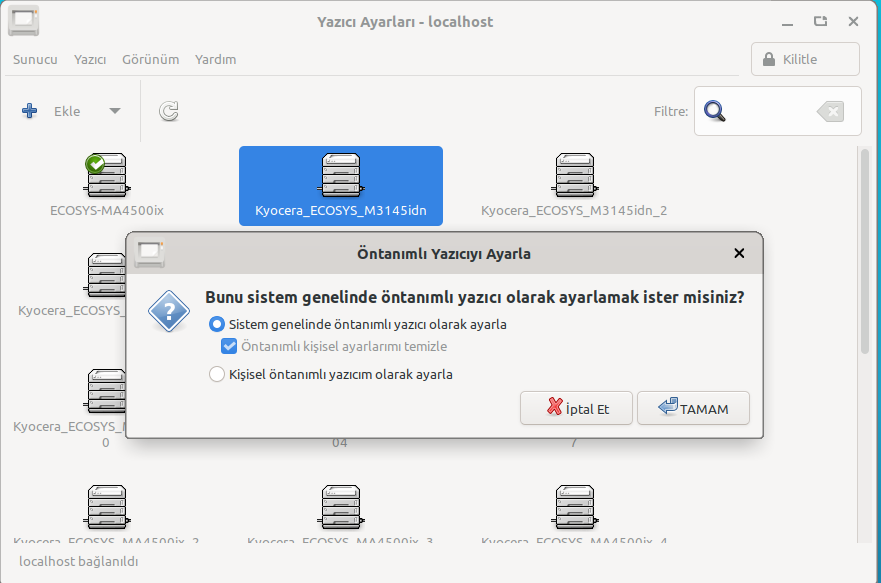 Yazıcı Ayarları - localhost
Sunucu Yazıcı Görünüm Yardım
Kilitle
Ekle
Filtre:
ECOSYS-MA4500ix
Kyocera_ECOSYS_M3145idn
Kyocera_ECOSYS_M3145idn_2
Öntanımlı Yazıcıyı Ayarla
Bunu sistem genelinde öntanımlı yazıcı olarak ayarlamak ister misiniz?
Kyocera_ECOSYS_
Sistem genelinde öntanımlı yazıcı olarak ayarla
Öntanımlı kişisel ayarlarımı temizle
Kişisel öntanımlı yazıcım olarak ayarla
İptal Et
TAMAM
Kyocera_ECOSYS_
0
04
7
Kyocera_ECOSYS_MA4500ix_2
Kyocera_ECOSYS_MA4500ix_3
Kyocera_ECOSYS_MA4500ix_4
localhost bağlanıldı